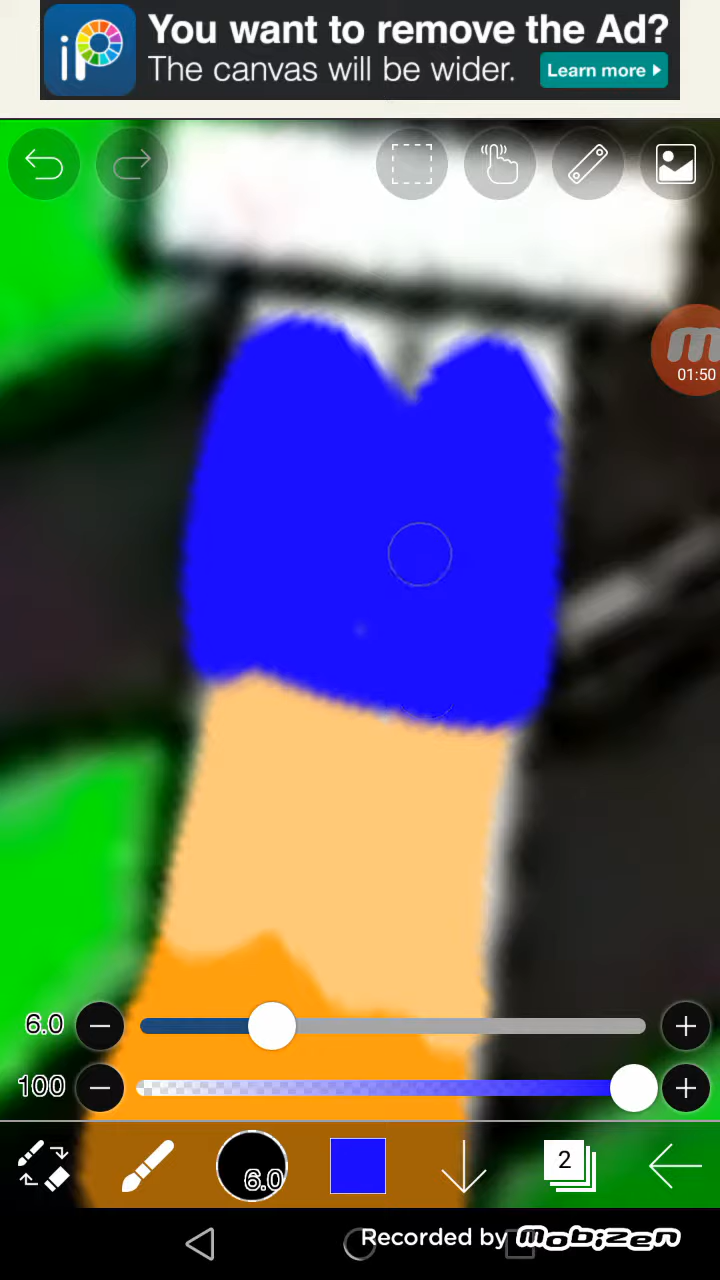 iP
You want to remove the Ad?
The canvas will be wider.
Learn more
m
01:50
6.0
100
6.0
2
Recorded by mobizen